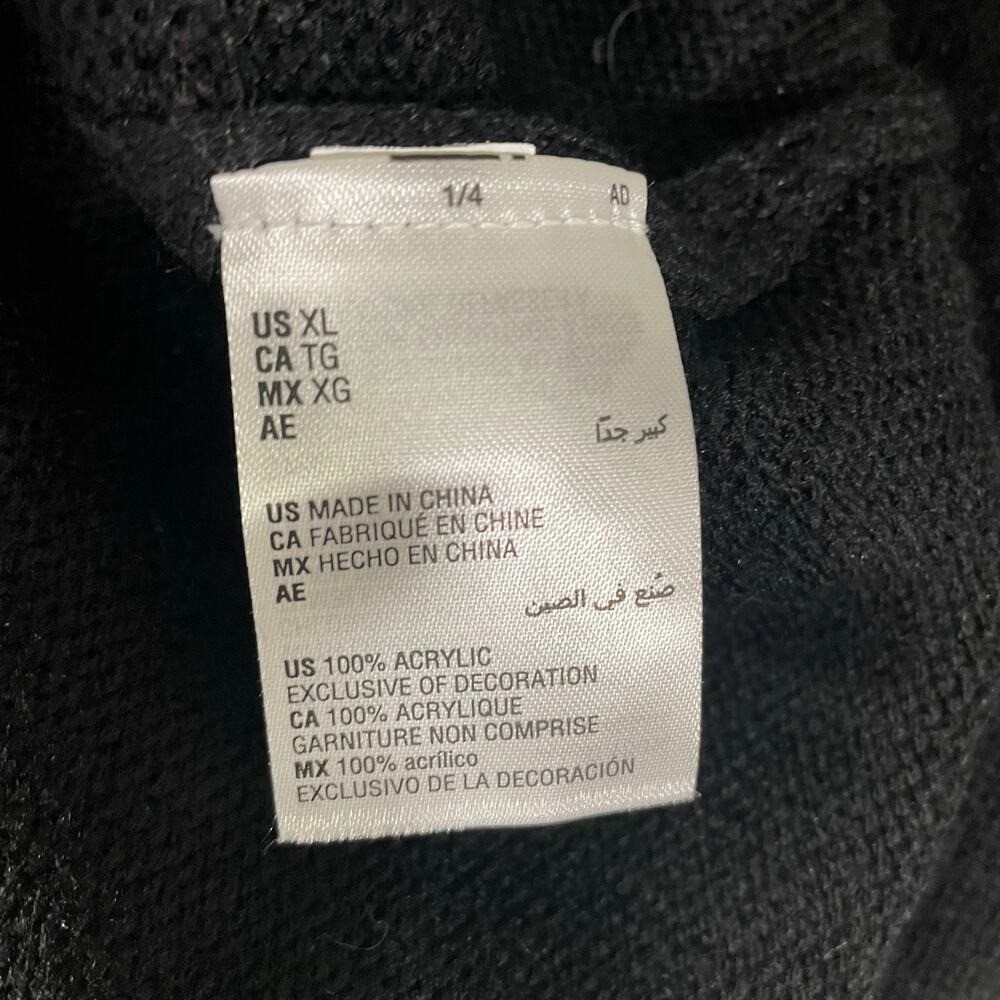 1/4 AD
US XL
CA TG
MX XG
AE كبير جدًا
US MADE IN CHINA
CA FABRIQUÉ EN CHINE
MX HECHO EN CHINA
AE صُنع في الصين
US 100% ACRYLIC
EXCLUSIVE OF DECORATION
CA 100% ACRYLIQUE
GARNITURE NON COMPRISE
MX 100% acrílico
EXCLUSIVO DE LA DECORACIÓN